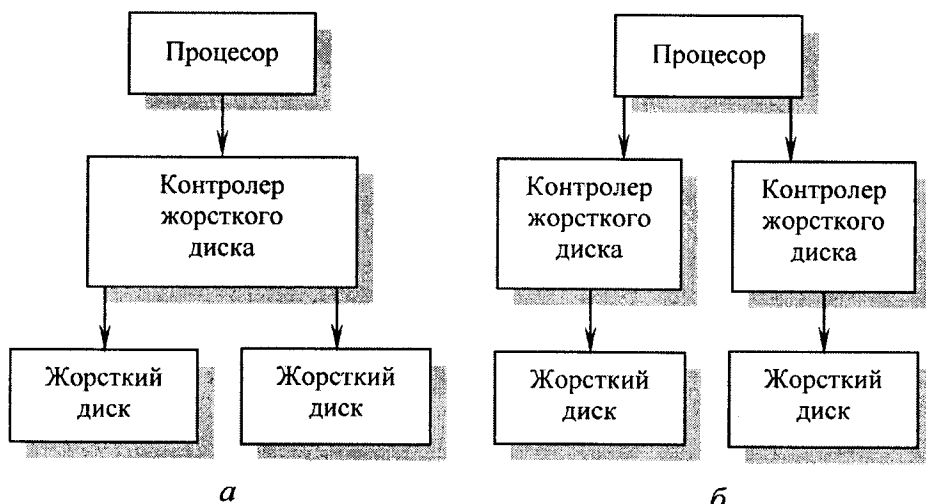 Процесор
Контролер
жорсткого
диска
Жорсткий
диск
Жорсткий
диск
а
Процесор
Контролер
жорсткого
диска
Контролер
жорсткого
диска
Жорсткий
диск
Жорсткий
диск
б